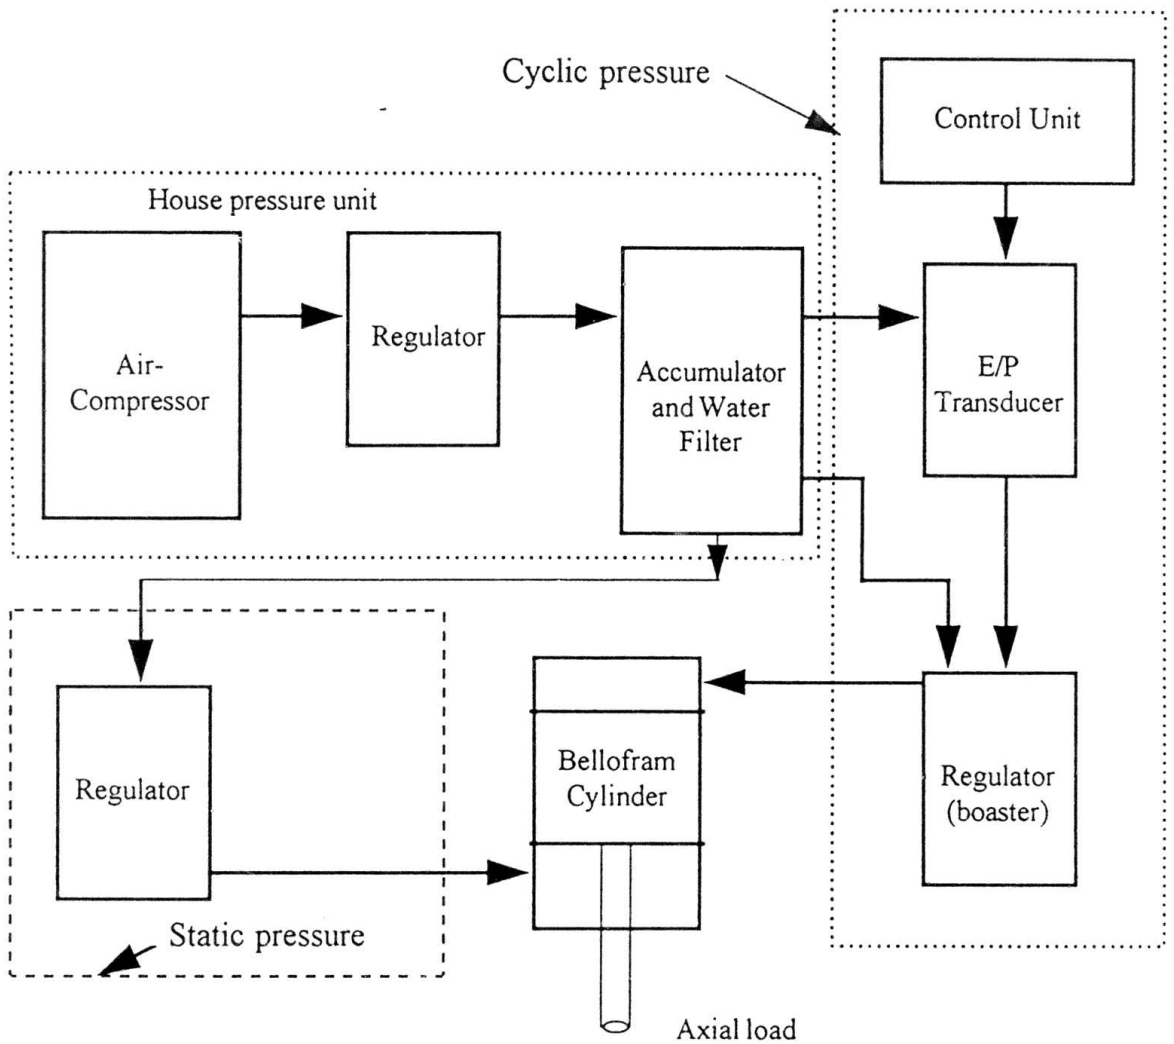 Cyclic pressure
Control Unit
House pressure unit
Air-
Compressor
Regulator
Accumulator
and Water
Filter
E/P
Transducer
Regulator
Static pressure
Bellofram
Cylinder
Regulator
(boaster)
Axial load